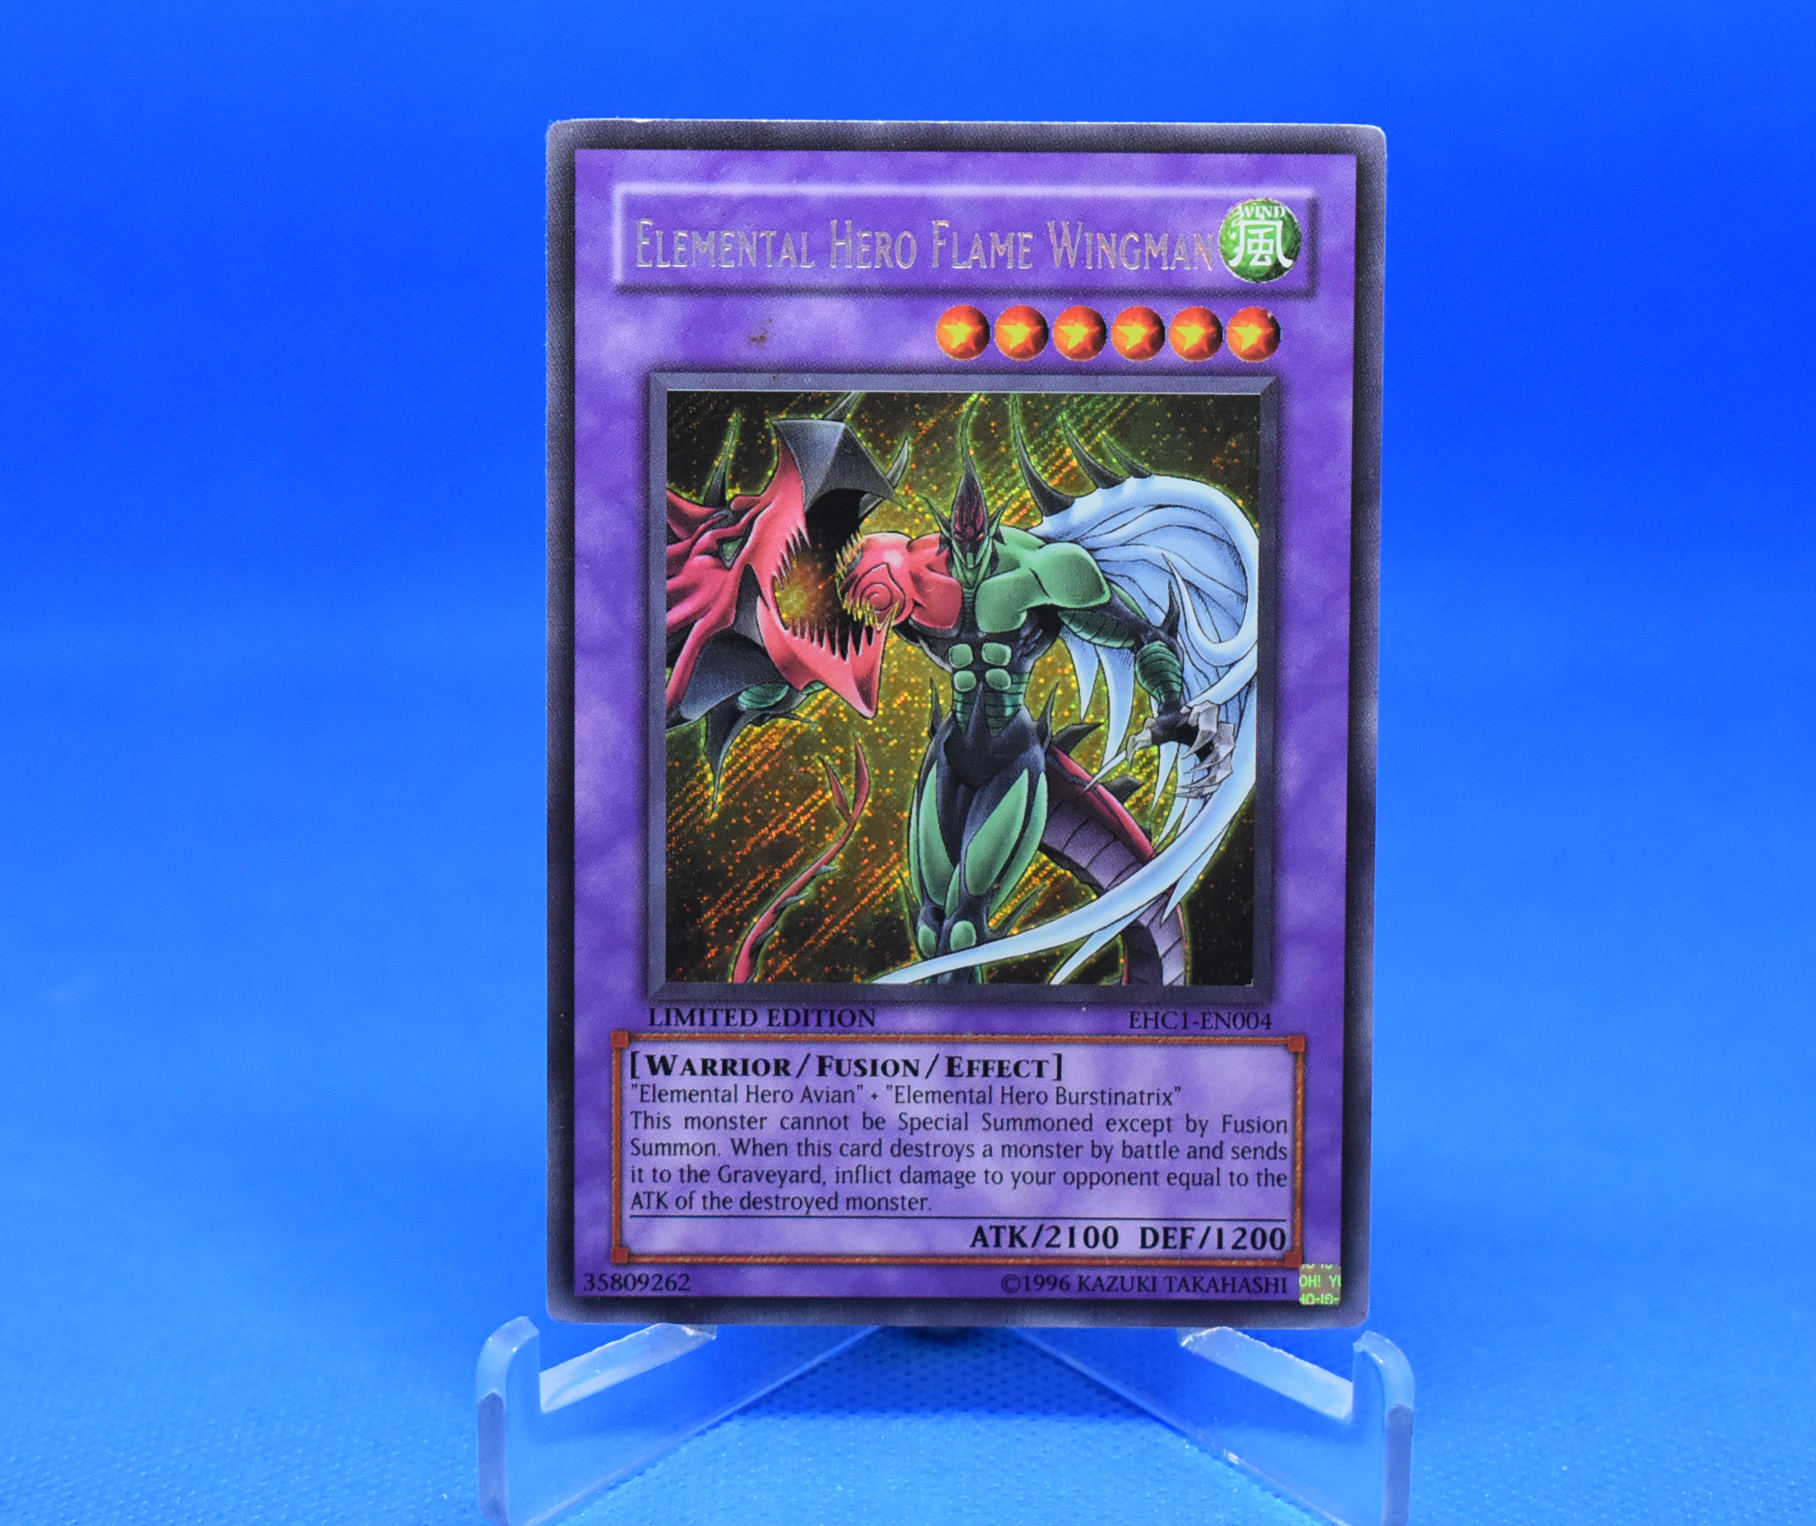 Elemental Hero Flame Wingman
WIND
風
LIMITED EDITION
EHC1-EN004
[Warrior/Fusion/Effect]
"Elemental Hero Avian" + "Elemental Hero Burstinatrix"
This monster cannot be Special Summoned except by Fusion
Summon. When this card destroys a monster by battle and sends
it to the Graveyard, inflict damage to your opponent equal to the
ATK of the destroyed monster.
ATK/2100 DEF/1200
35809262
©1996 KAZUKI TAKAHASHI